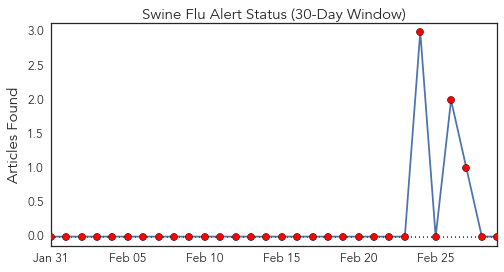 Swine Flu Alert Status (30-Day Window)
3.0
2.5
2.0
1.5
1.0
0.5
0.0
Articles Found
Jan 31 Feb 05 Feb 10 Feb 15 Feb 20 Feb 25